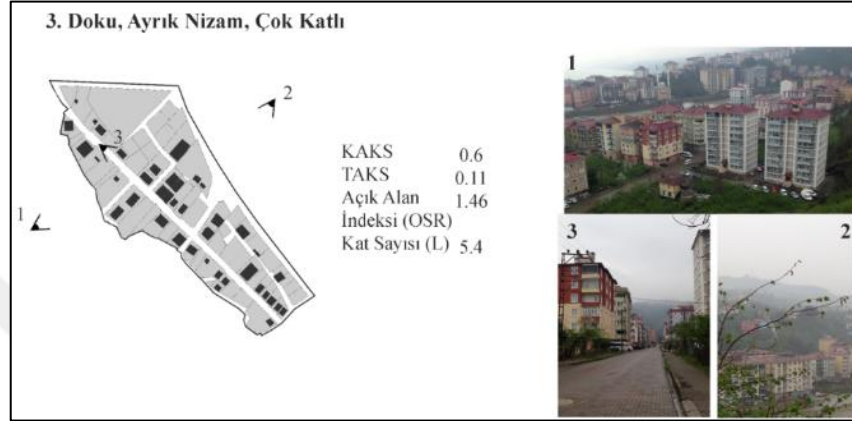 3. Doku, Ayrık Nizam, Çok Katlı
1
2
3
KAKS 0.6
TAKS 0.11
Açık Alan 1.46
İndeksi (OSR)
Kat Sayısı (L) 5.4
1
3
2